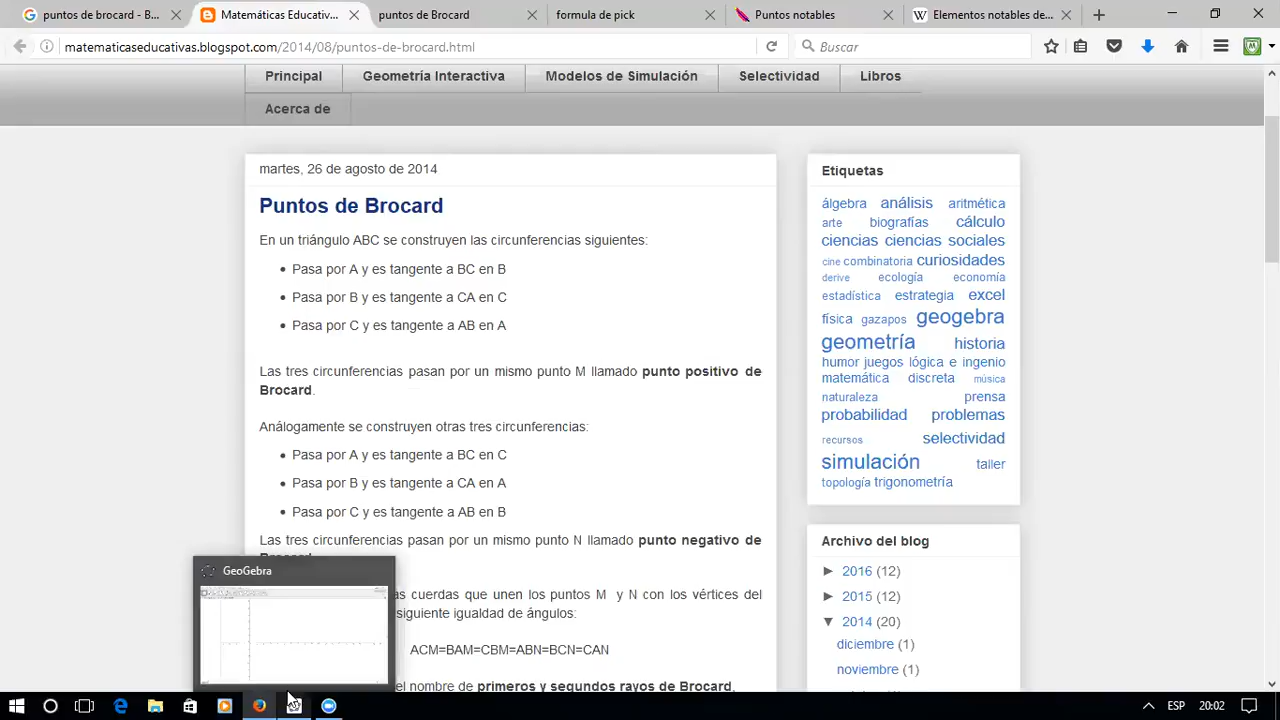 puntos de brocard - B...
Matemáticas Educativ...
puntos de Brocard
formula de pick
Puntos notables
Elementos notables de...
matematicaseducativas.blogspot.com/2014/08/puntos-de-brocard.html
Buscar
Principal
Geometría Interactiva
Modelos de Simulación
Selectividad
Libros
Acerca de
martes, 26 de agosto de 2014
Puntos de Brocard
En un triángulo ABC se construyen las circunferencias siguientes:
Pasa por A y es tangente a BC en B
Pasa por B y es tangente a CA en C
Pasa por C y es tangente a AB en A
Las tres circunferencias pasan por un mismo punto M llamado punto positivo de
Brocard.
Análogamente se construyen otras tres circunferencias:
Pasa por A y es tangente a BC en C
Pasa por B y es tangente a CA en A
Pasa por C y es tangente a AB en B
Las tres circunferencias pasan por un mismo punto N llamado punto negativo de
as cuerdas que unen los puntos M y N con los vértices del
siguiente igualdad de ángulos:
ACM=BAM=CBM=ABN=BCN=CAN
el nombre de primeros y segundos rayos de Brocard.
GeoGebra
Etiquetas
álgebra análisis aritmética
arte biografías cálculo
ciencias ciencias sociales
cine combinatoria curiosidades
derive ecología economía
estadística estrategia excel
física gazapos geogebra
geometría historia
humor juegos lógica e ingenio
matemática discreta música
naturaleza prensa
probabilidad problemas
recursos selectividad
simulación taller
topología trigonometría
Archivo del blog
► 2016 (12)
► 2015 (12)
▼ 2014 (20)
diciembre (1)
noviembre (1)
ESP 20:02